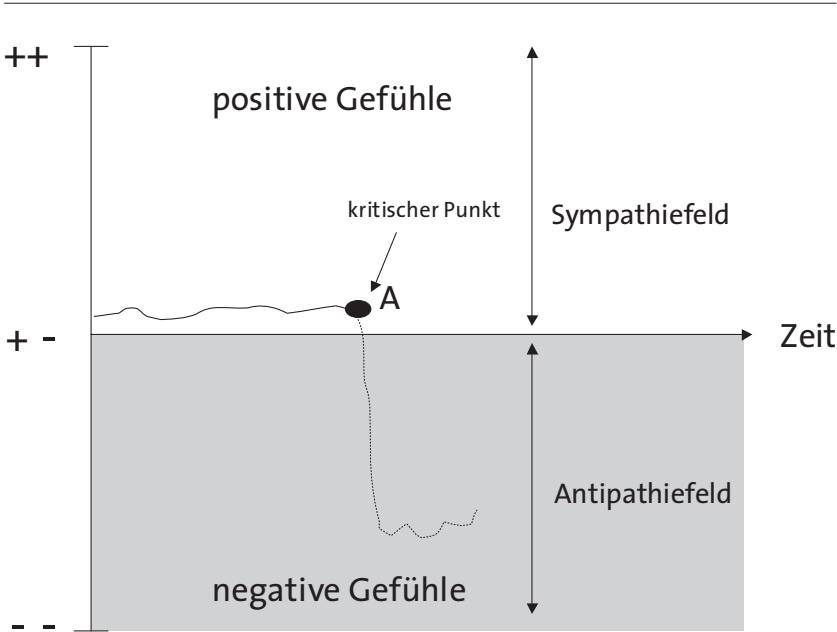 ++
positive Gefühle
kritischer Punkt
Sympathiefeld
A
+ -
Zeit
Antipathiefeld
negative Gefühle
- -